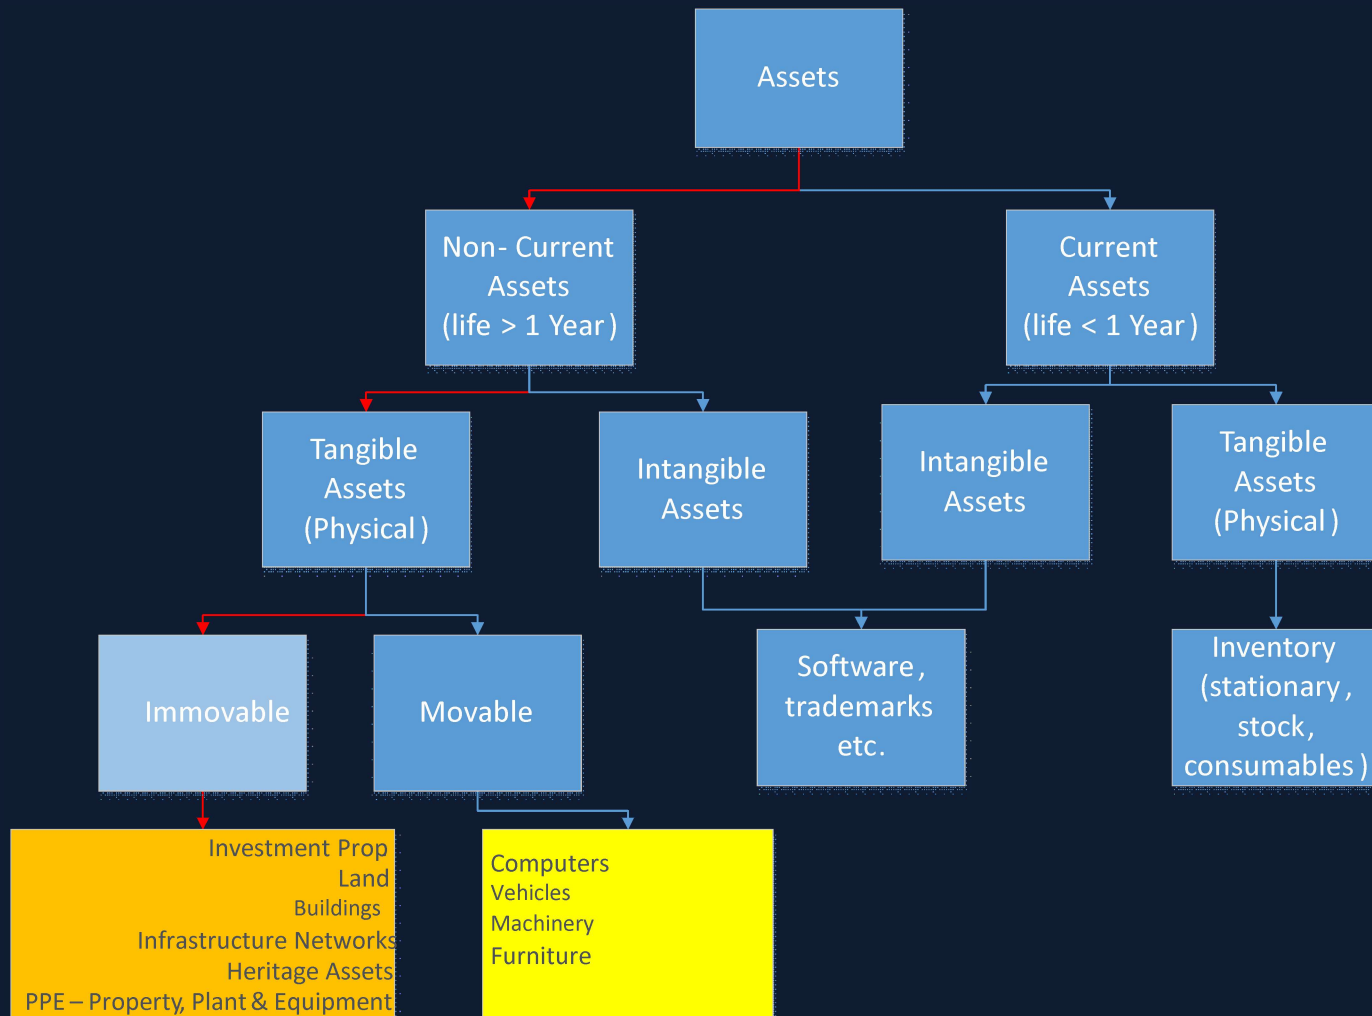 Assets
Non- Current
Assets
(life > 1 Year)
Current
Assets
(life < 1 Year)
Tangible
Assets
(Physical)
Intangible
Assets
Intangible
Assets
Tangible
Assets
(Physical)
Immovable
Movable
Software,
trademarks
etc.
Inventory
(stationary,
stock,
consumables)
Investment Prop
Land
Buildings
Infrastructure Networks
Heritage Assets
PPE – Property, Plant & Equipment
Computers
Vehicles
Machinery
Furniture